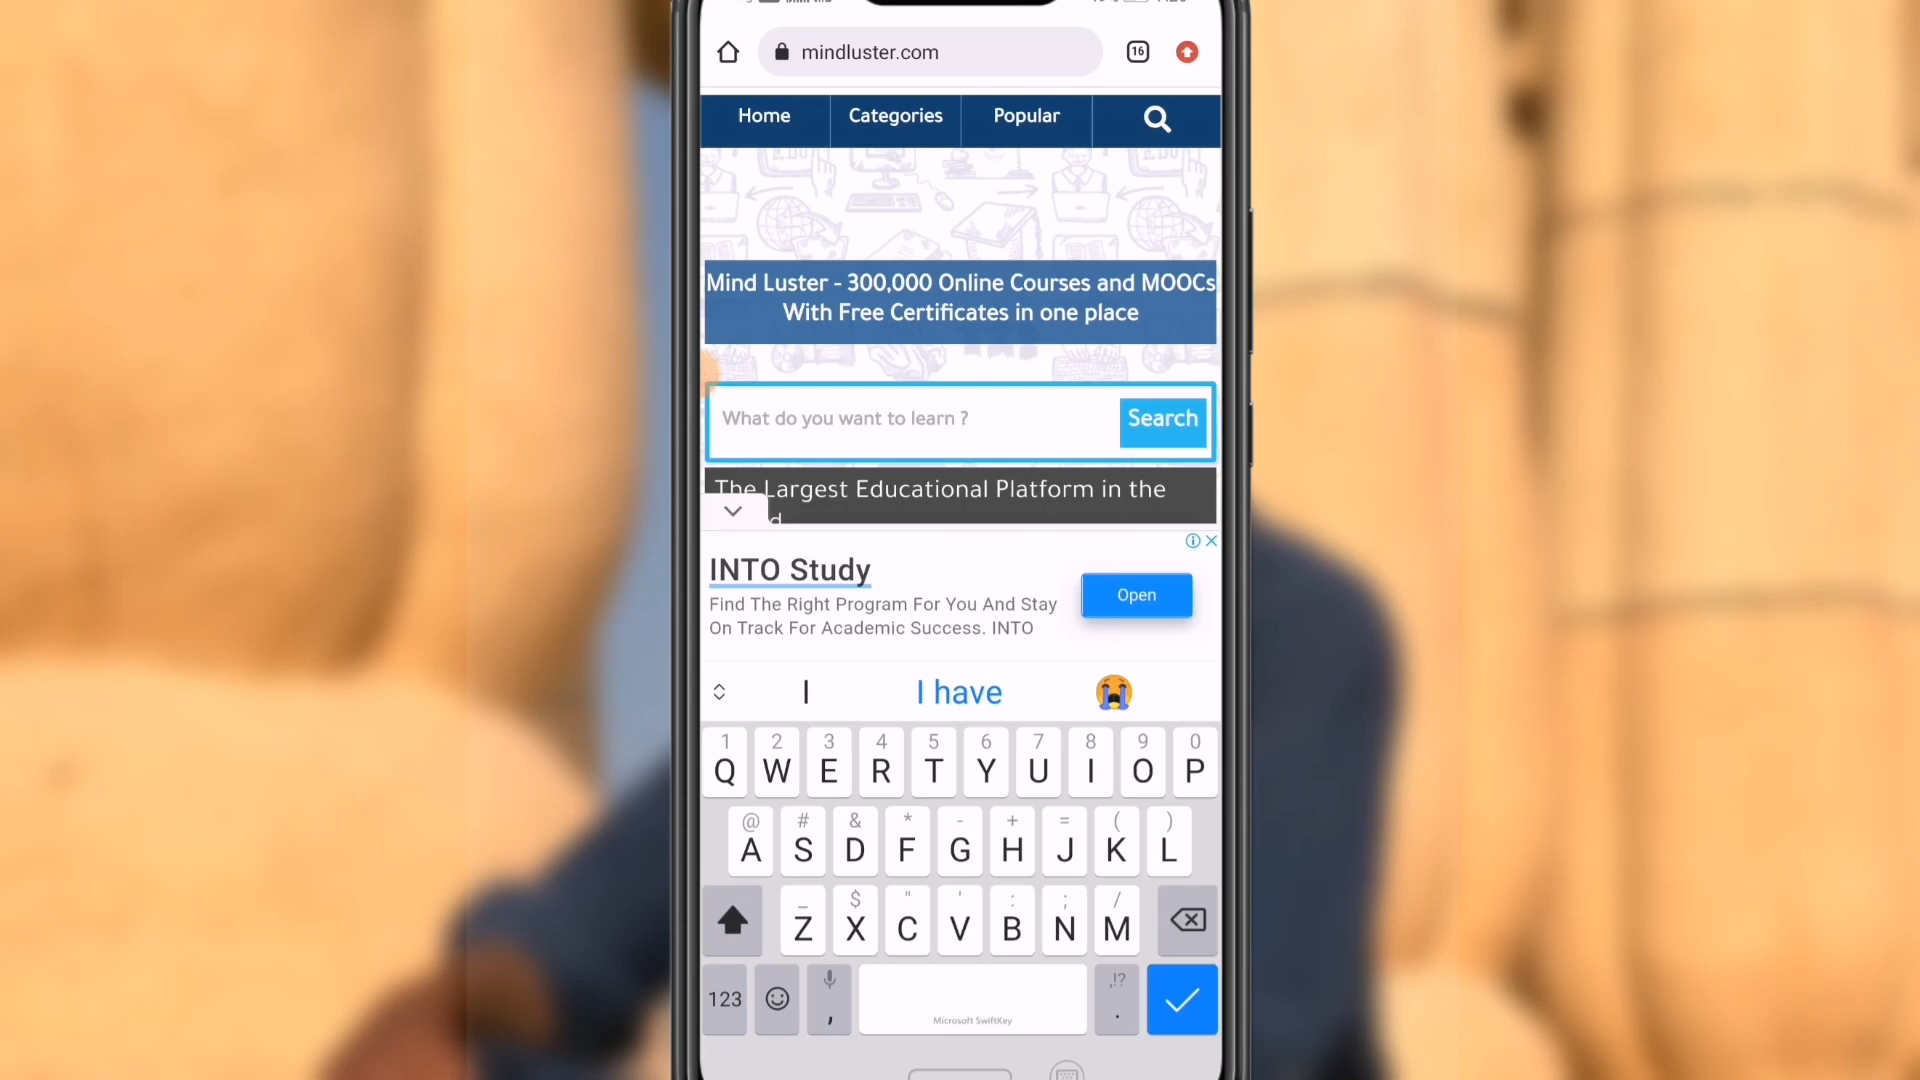 16
mindluster.com
Home
Categories
Popular
Mind Luster - 300,000 Online Courses and MOOCs
With Free Certificates in one place
What do you want to learn ?
Search
The Largest Educational Platform in the
INTO Study
Find The Right Program For You And Stay
On Track For Academic Success. INTO
Open
I
I have
1 2 3 4 5 6 7 8 9 0
Q W E R T Y U I O P
@ # & * - + = ( )
A S D F G H J K L
_ $ " ' : ; /
Z X C V B N M
,!?
123 , .
Microsoft SwiftKey